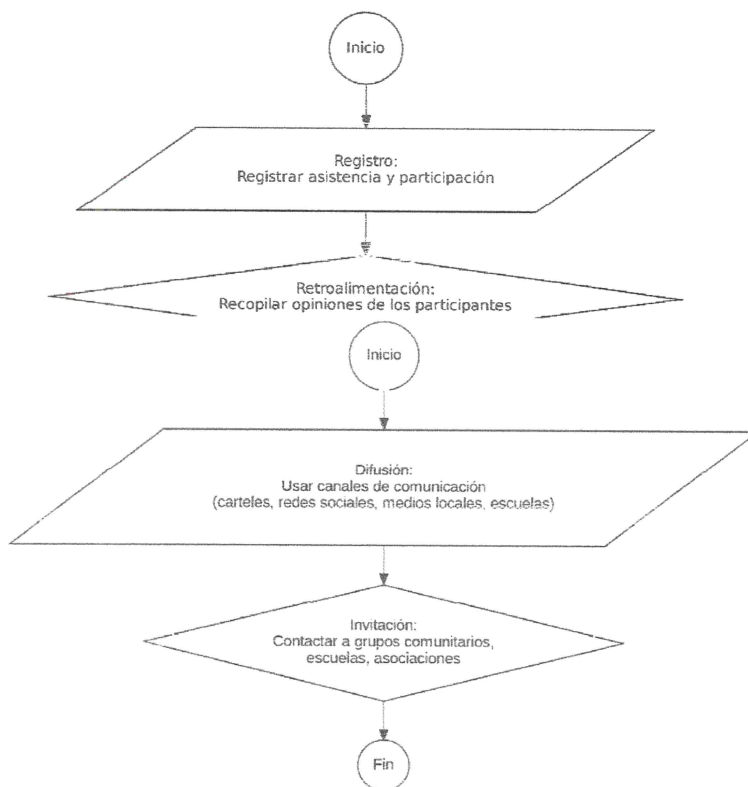 Inicio
Registro:
Registrar asistencia y participación
Retroalimentación:
Recopilar opiniones de los participantes
Inicio
Difusión:
Usar canales de comunicación
(carteles, redes sociales, medios locales, escuelas)
Invitación:
Contactar a grupos comunitarios,
escuelas, asociaciones
Fin